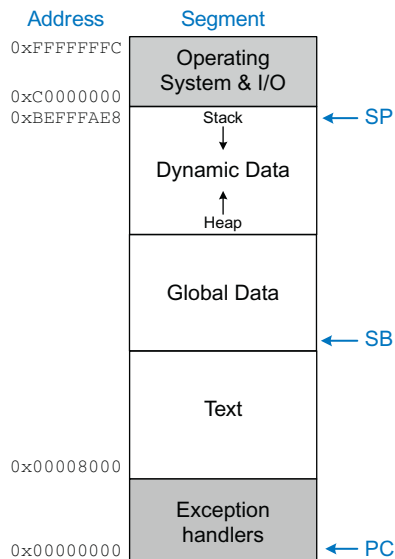 Address Segment
0xFFFFFFFC
Operating
System & I/O
0xC0000000
0xBEFFFAE8
Stack
SP
Dynamic Data
Heap
Global Data
SB
Text
0x00008000
Exception
handlers
0x00000000
PC